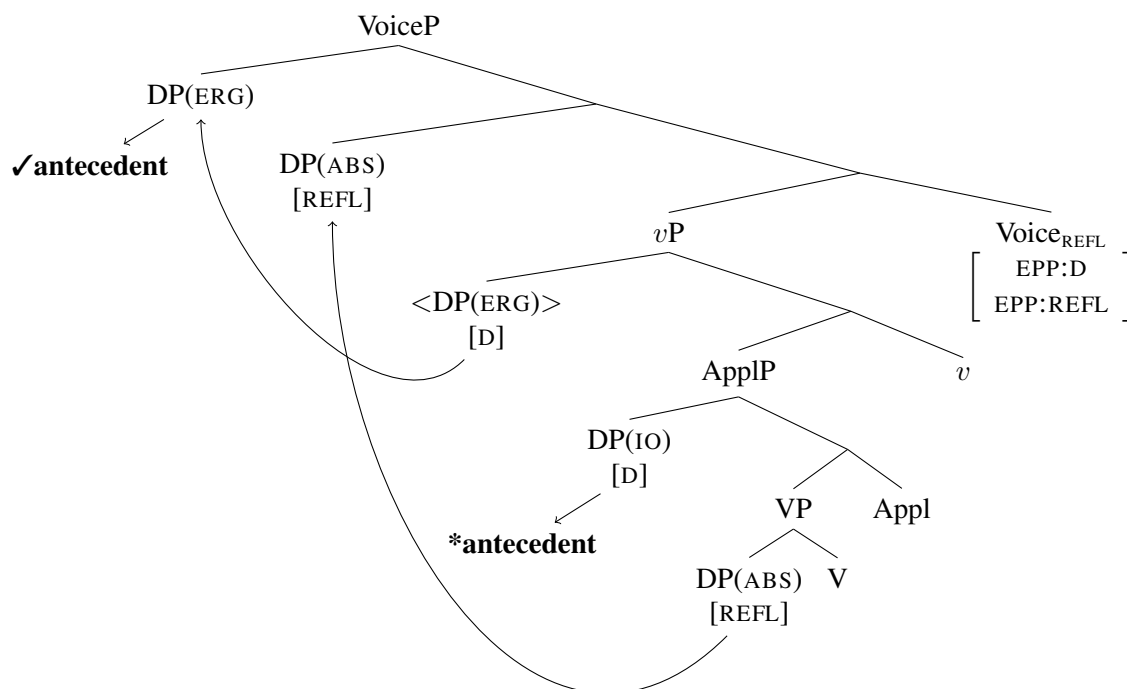 VoiceP
DP(ERG)
✓antecedent
DP(ABS)
[REFL]
vP
Voice_REFL
EPP:D
EPP:REFL
<DP(ERG)>
[D]
ApplP
v
DP(IO)
[D]
*antecedent
VP
Appl
DP(ABS)
[REFL]
V